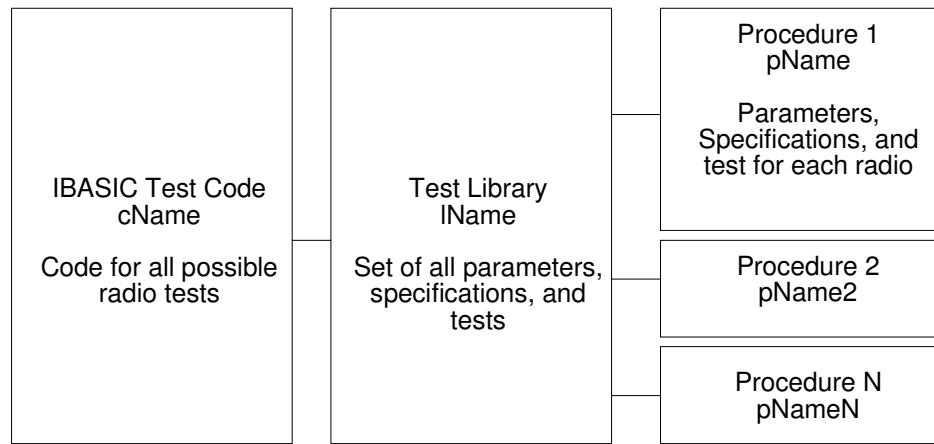 IBASIC Test Code
cName
Code for all possible
radio tests
Test Library
lName
Set of all parameters,
specifications, and
tests
Procedure 1
pName
Parameters,
Specifications, and
test for each radio
Procedure 2
pName2
Procedure N
pNameN